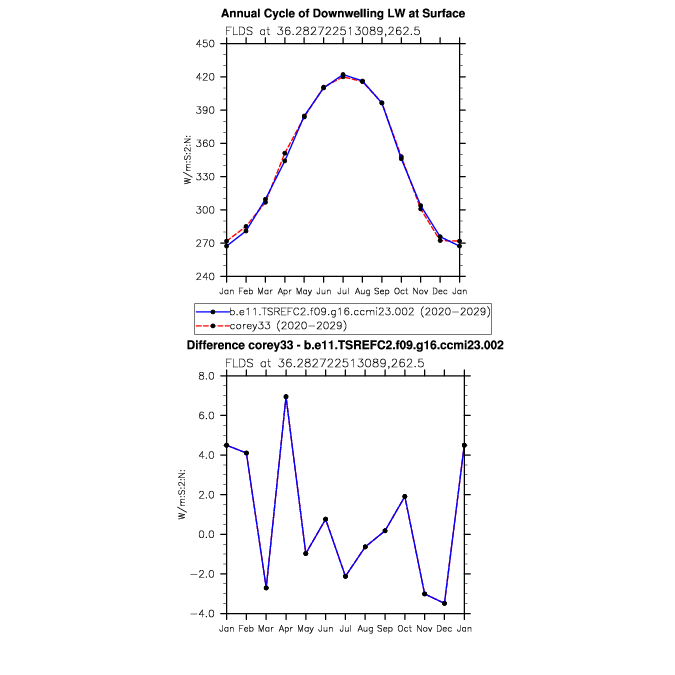 Annual Cycle of Downwelling LW at Surface
FLDS at 36.282722513089,262.5
450
420
390
360
330
300
270
240
W/m:S:2:N:
Jan Feb Mar Apr May Jun Jul Aug Sep Oct Nov Dec Jan
b.e11.TSREFC2.f09.g16.ccmi23.002 (2020-2029)
corey33 (2020-2029)
Difference corey33 - b.e11.TSREFC2.f09.g16.ccmi23.002
FLDS at 36.282722513089,262.5
8.0
6.0
4.0
2.0
0.0
-2.0
-4.0
W/m:S:2:N:
Jan Feb Mar Apr May Jun Jul Aug Sep Oct Nov Dec Jan